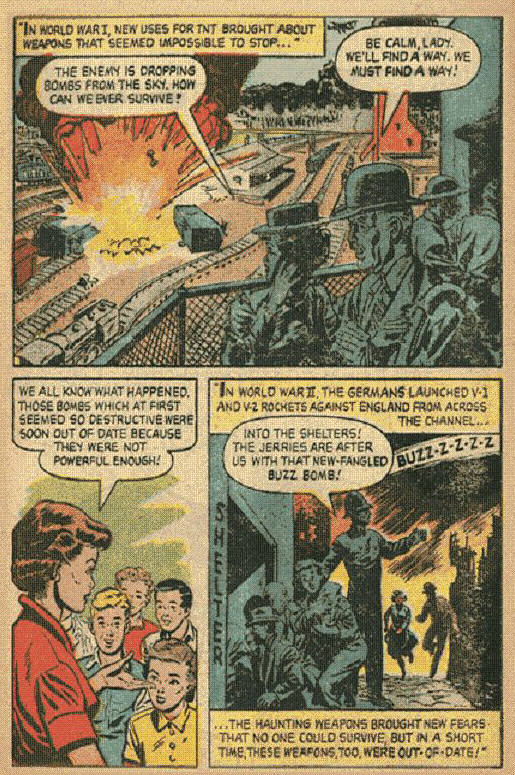 "IN WORLD WAR I, NEW USES FOR TNT BROUGHT ABOUT
WEAPONS THAT SEEMED IMPOSSIBLE TO STOP..."
THE ENEMY IS DROPPING
BOMBS FROM THE SKY. HOW
CAN WE EVER SURVIVE!
BE CALM, LADY.
WE'LL FIND A WAY. WE
MUST FIND A WAY!
WE ALL KNOW WHAT HAPPENED.
THOSE BOMBS WHICH AT FIRST
SEEMED SO DESTRUCTIVE WERE
SOON OUT OF DATE BECAUSE
THEY WERE NOT
POWERFUL ENOUGH!
"IN WORLD WAR II, THE GERMANS LAUNCHED V-1
AND V-2 ROCKETS AGAINST ENGLAND FROM ACROSS
THE CHANNEL...
INTO THE SHELTERS!
THE JERRIES ARE AFTER
US WITH THAT NEW-FANGLED
BUZZ BOMB!
BUZZ-Z-Z-Z-Z
SHELTER
...THE HAUNTING WEAPONS BROUGHT NEW FEARS
THAT NO ONE COULD SURVIVE, BUT IN A SHORT
TIME, THESE WEAPONS, TOO, WERE OUT-OF-DATE!"